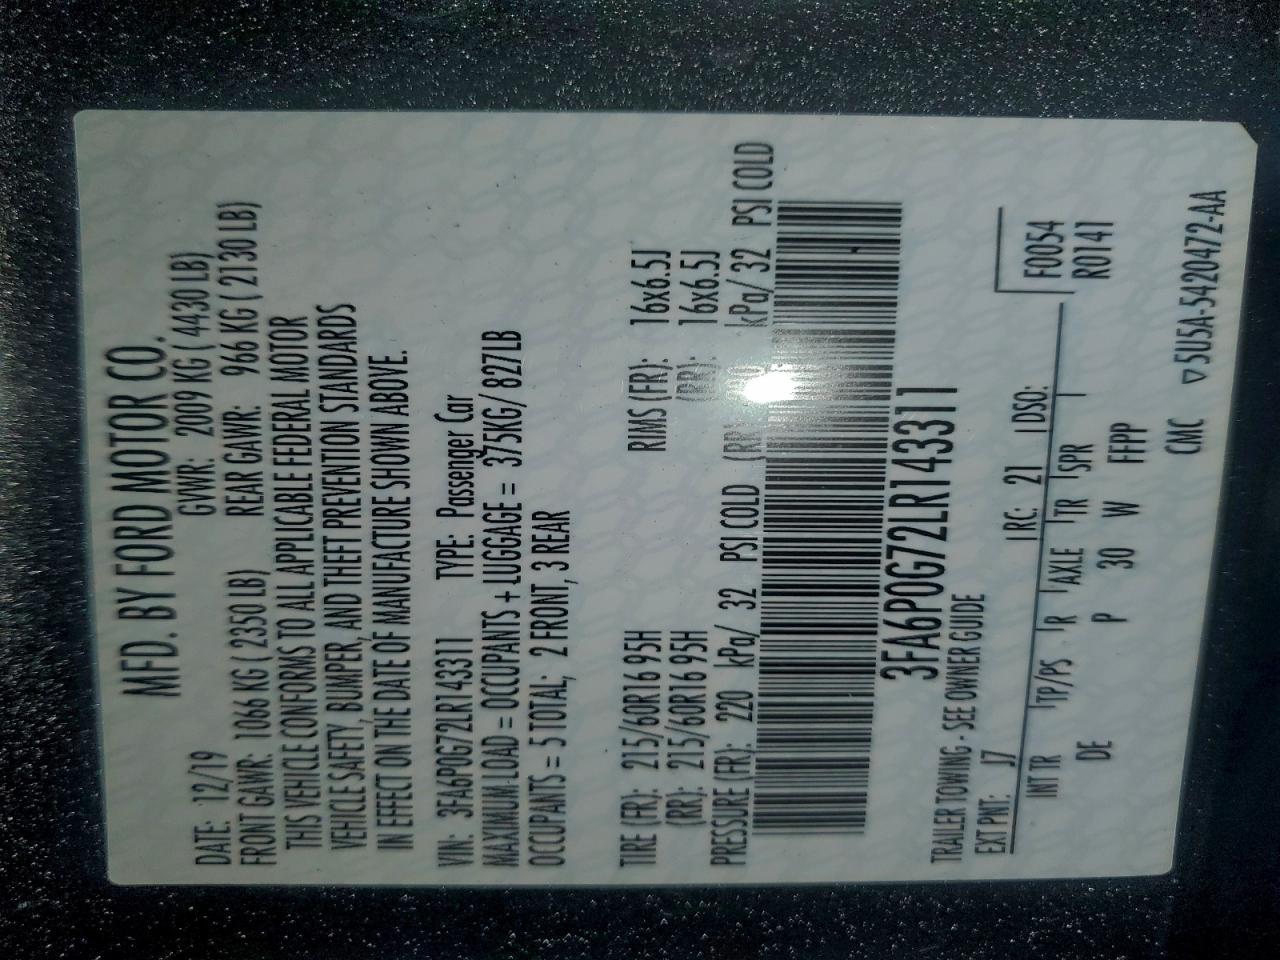 MFD. BY FORD MOTOR CO.
DATE: 12/19 GVWR: 2009 KG ( 4430 LB)
FRONT GAWR: 1066 KG ( 2350 LB) REAR GAWR: 966 KG ( 2130 LB)
THIS VEHICLE CONFORMS TO ALL APPLICABLE FEDERAL MOTOR
VEHICLE SAFETY, BUMPER, AND THEFT PREVENTION STANDARDS
IN EFFECT ON THE DATE OF MANUFACTURE SHOWN ABOVE.
VIN: 3FA6P0G72LR143311 TYPE: Passenger Car
MAXIMUM LOAD = OCCUPANTS + LUGGAGE = 375KG/ 827LB
OCCUPANTS = 5 TOTAL; 2 FRONT, 3 REAR
TIRE (FR): 215/60R16 95H RIMS (FR): 16x6.5J
(RR): 215/60R16 95H (RR): 16x6.5J
PRESSURE (FR): 220 kPa/ 32 PSI COLD kPa/ 32 PSI COLD
3FA6P0G72LR143311
TRAILER TOWING - SEE OWNER GUIDE
EXT PNT: J7 RC: 21 DSO: F0054
INT TR TP/PS R AXLE TR SPR R0141
DE P 30 W FFPP
CMC ▽5U5A-5420472-AA